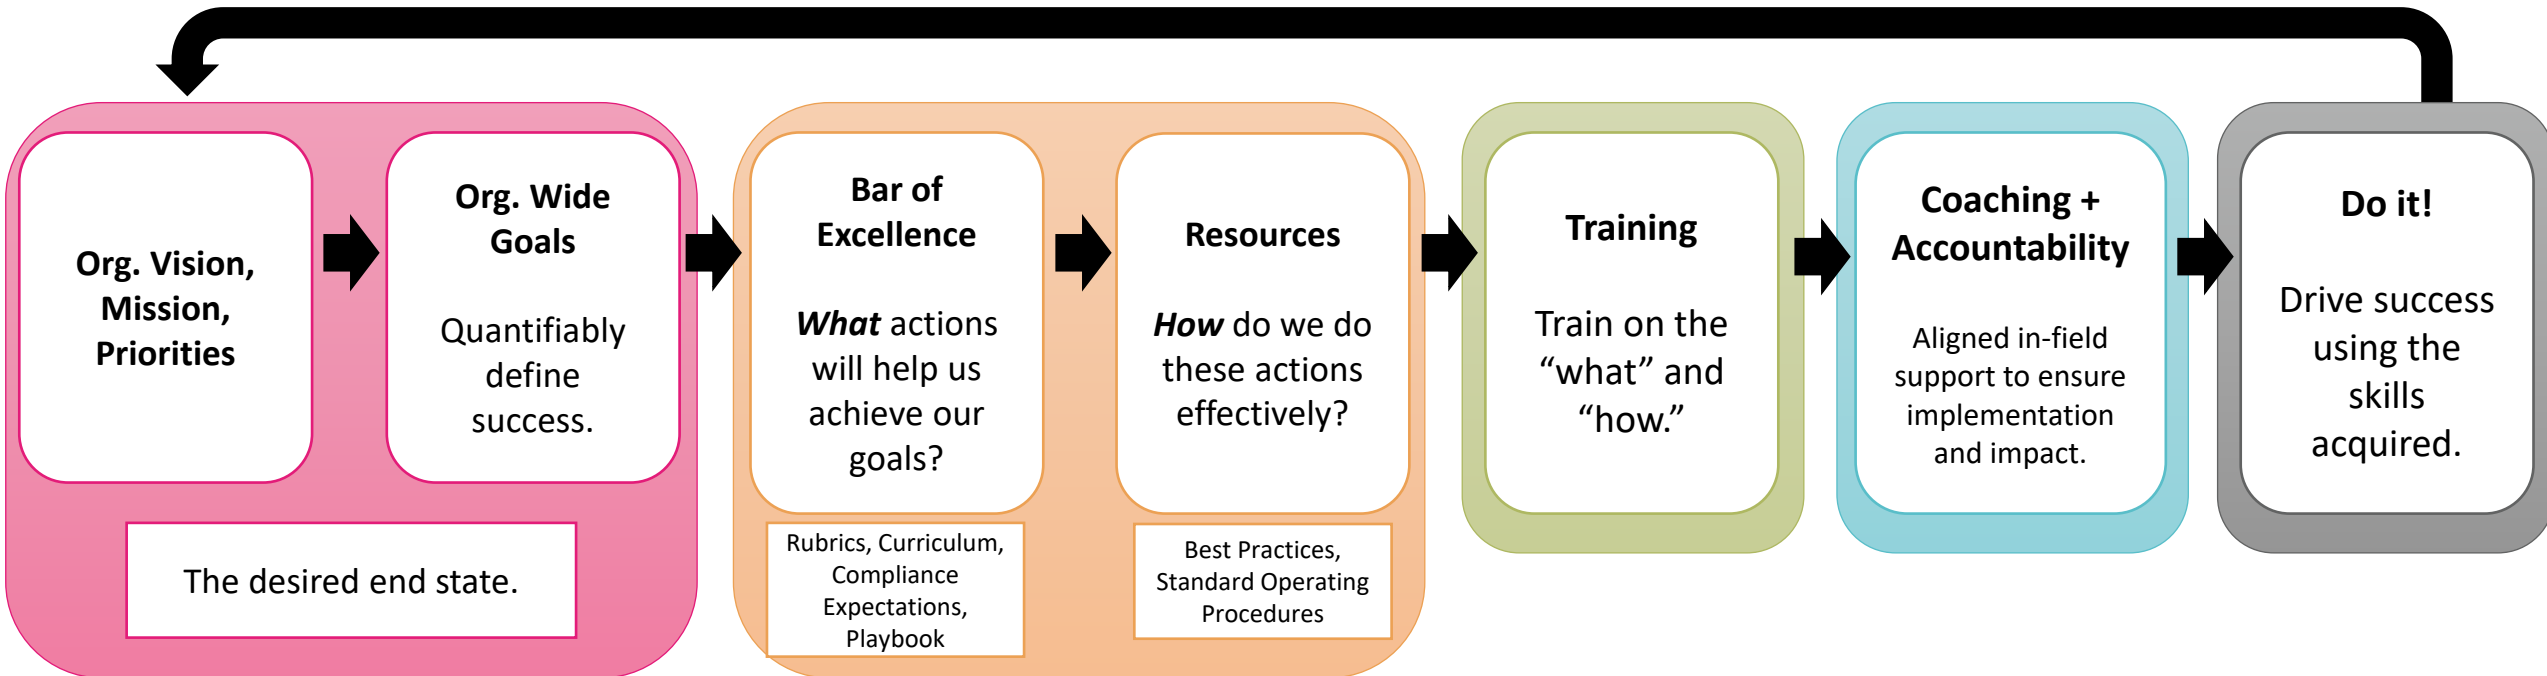 Org. Vision,
Mission,
Priorities
Org. Wide
Goals
Quantifiably
define
success.
The desired end state.
Bar of
Excellence
What actions
will help us
achieve our
goals?
Rubrics, Curriculum,
Compliance
Expectations,
Playbook
Resources
How do we do
these actions
effectively?
Best Practices,
Standard Operating
Procedures
Training
Train on the
“what” and
“how.”
Coaching +
Accountability
Aligned in-field
support to ensure
implementation
and impact.
Do it!
Drive success
using the
skills
acquired.